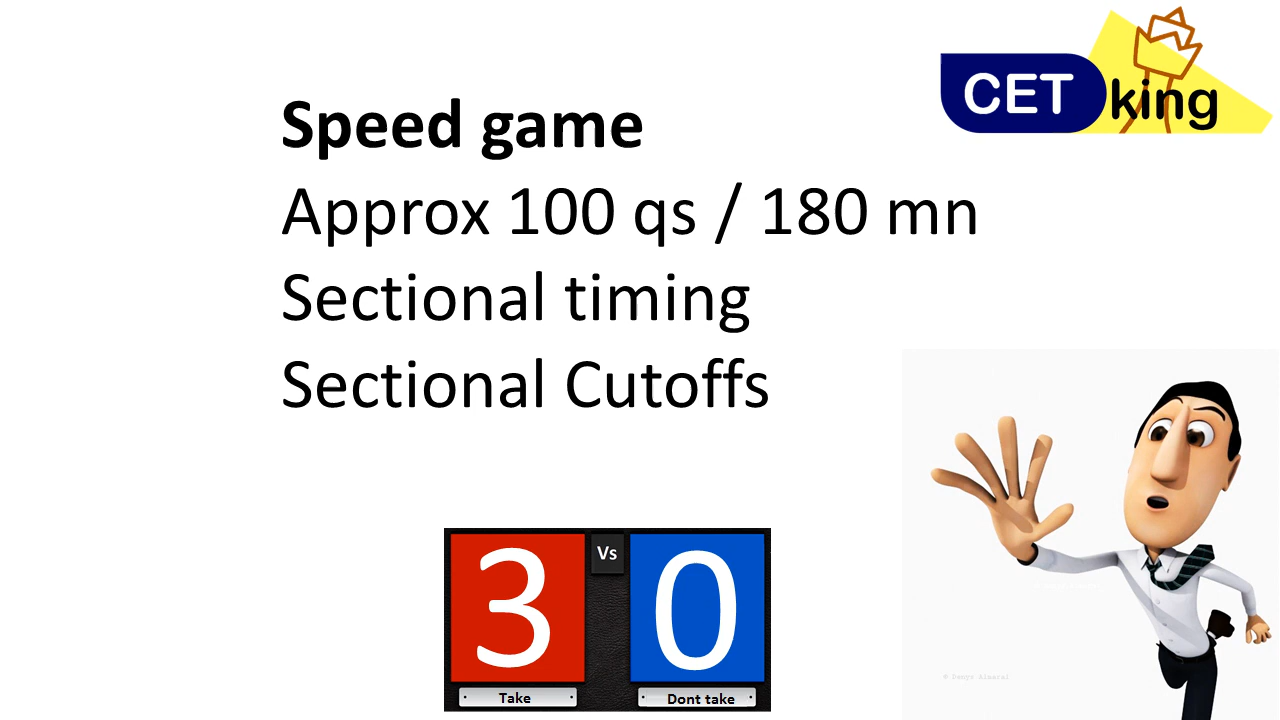 CET king
Speed game
Approx 100 qs / 180 mn
Sectional timing
Sectional Cutoffs
3 Vs 0
Take Dont take